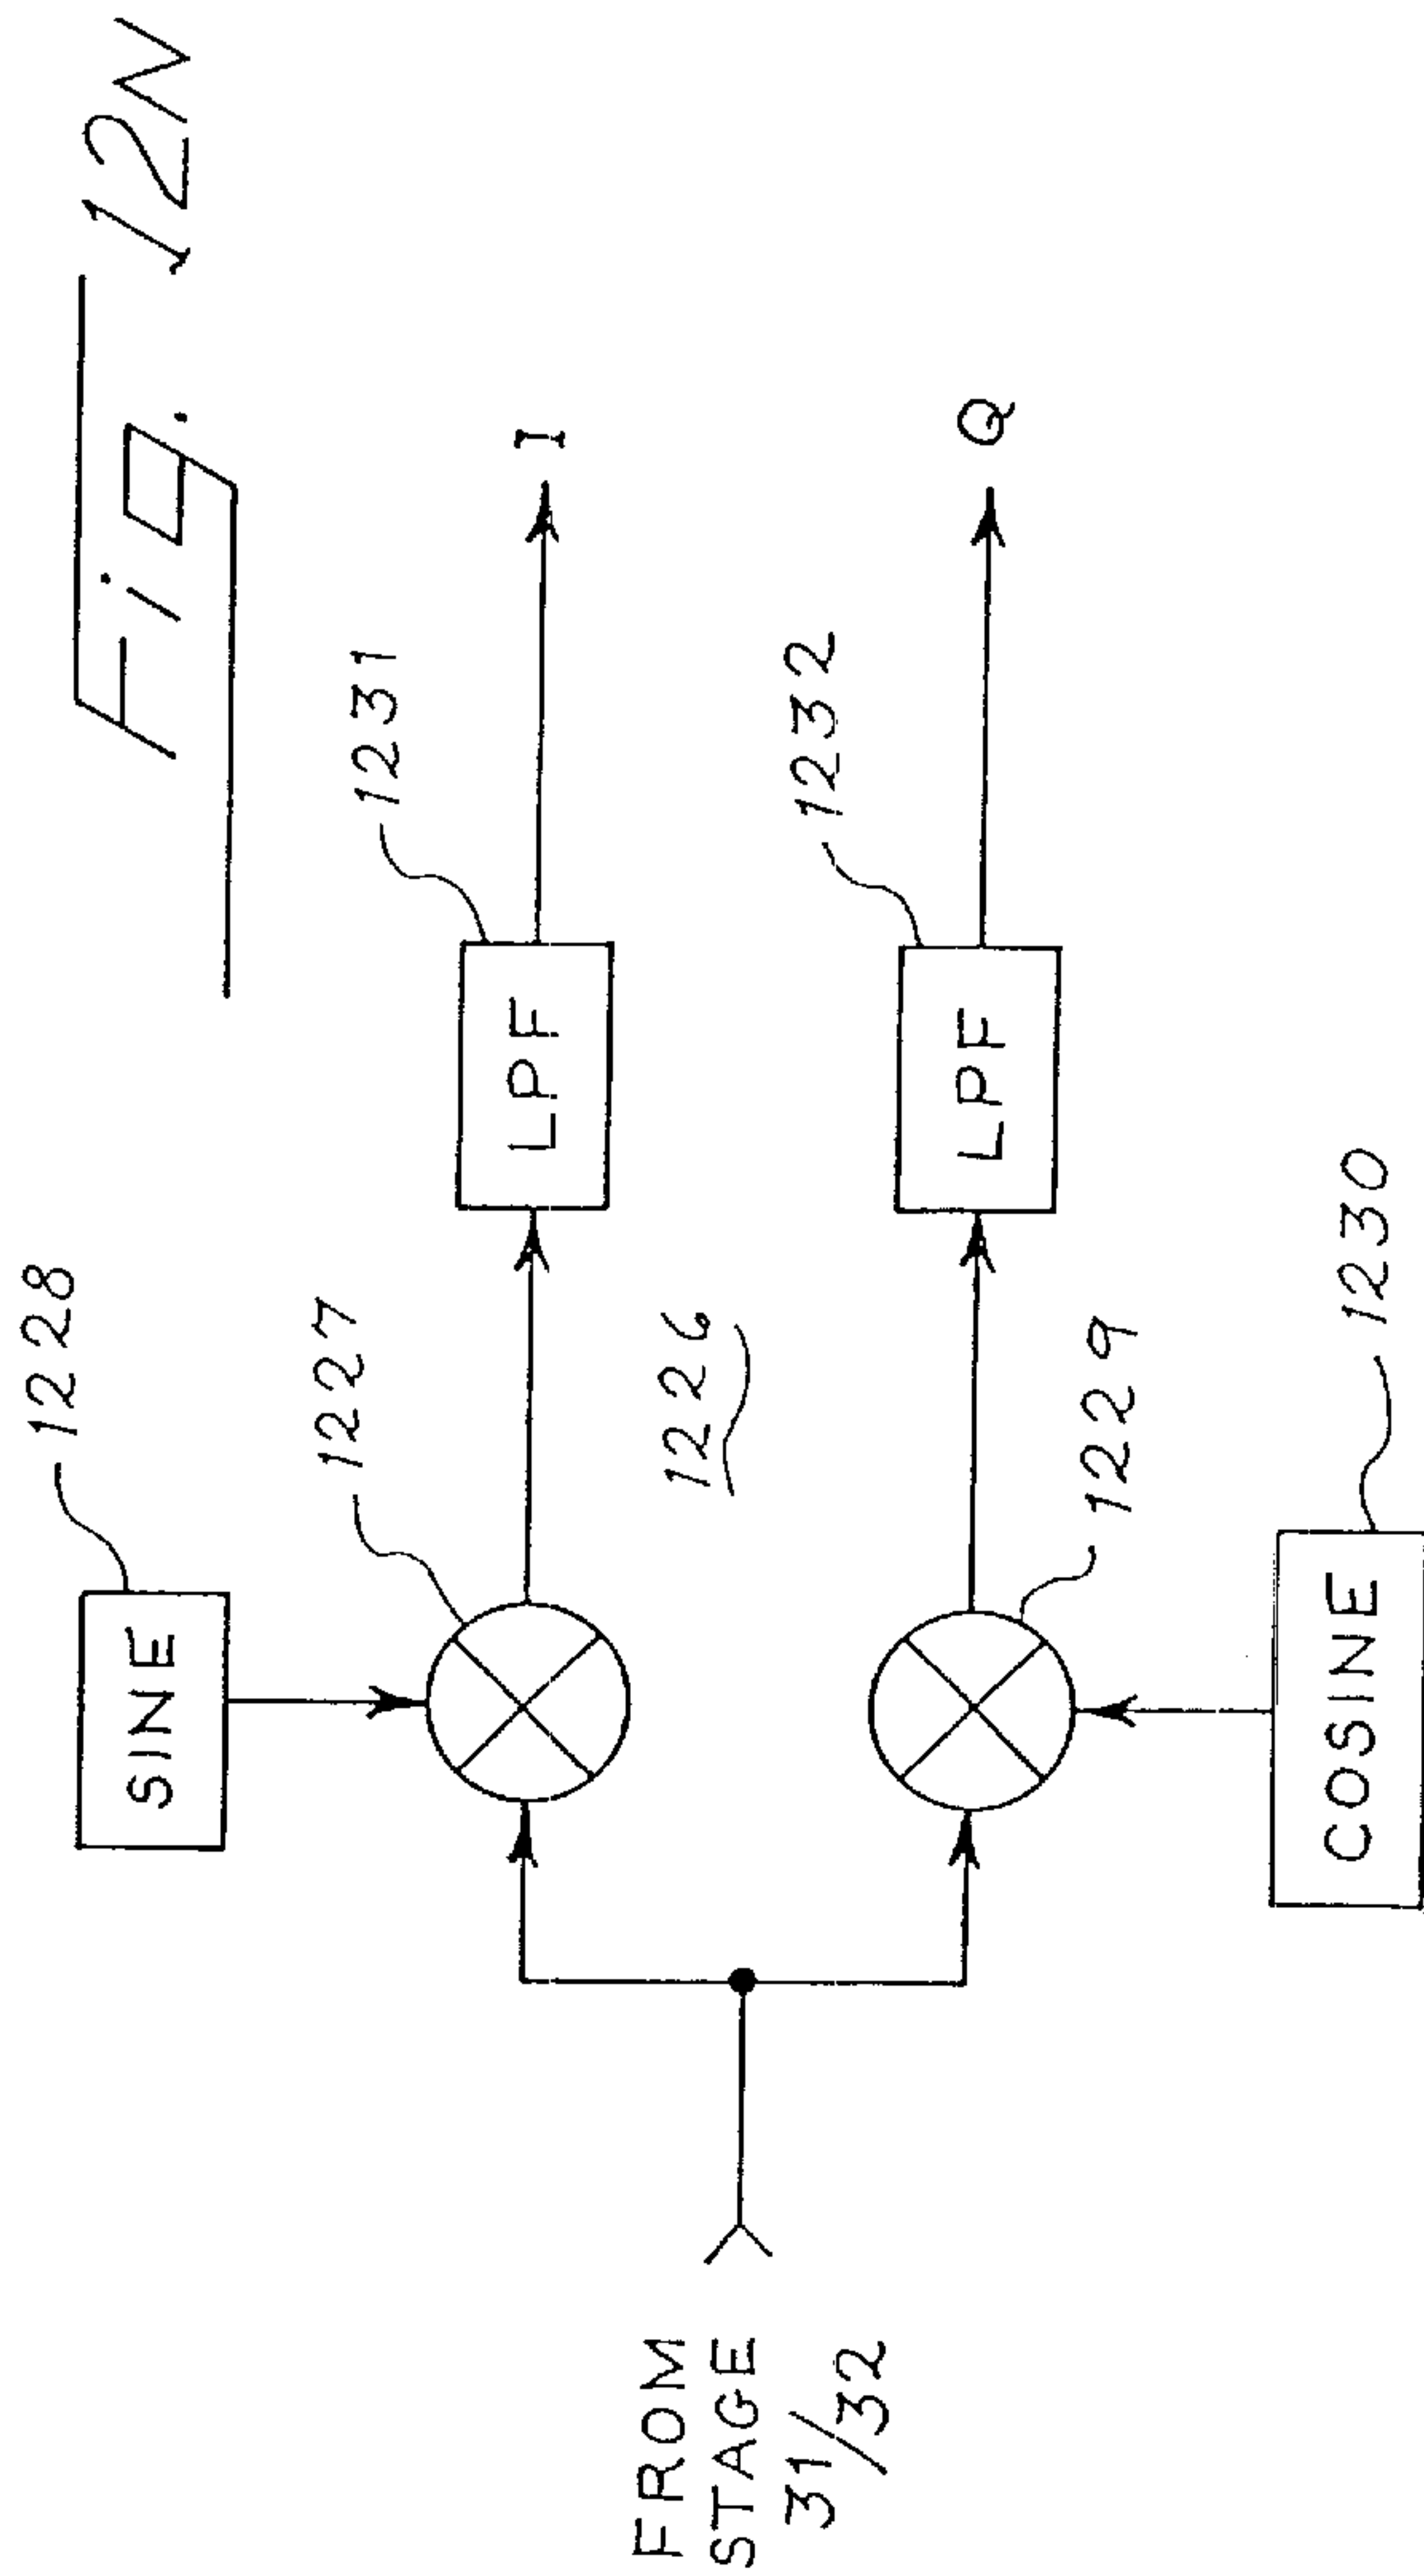 Fig. 12N
1228
SINE
1227
1231
LPF
I
1226
FROM
STAGE
31/32
1229
1232
LPF
Q
COSINE
1230